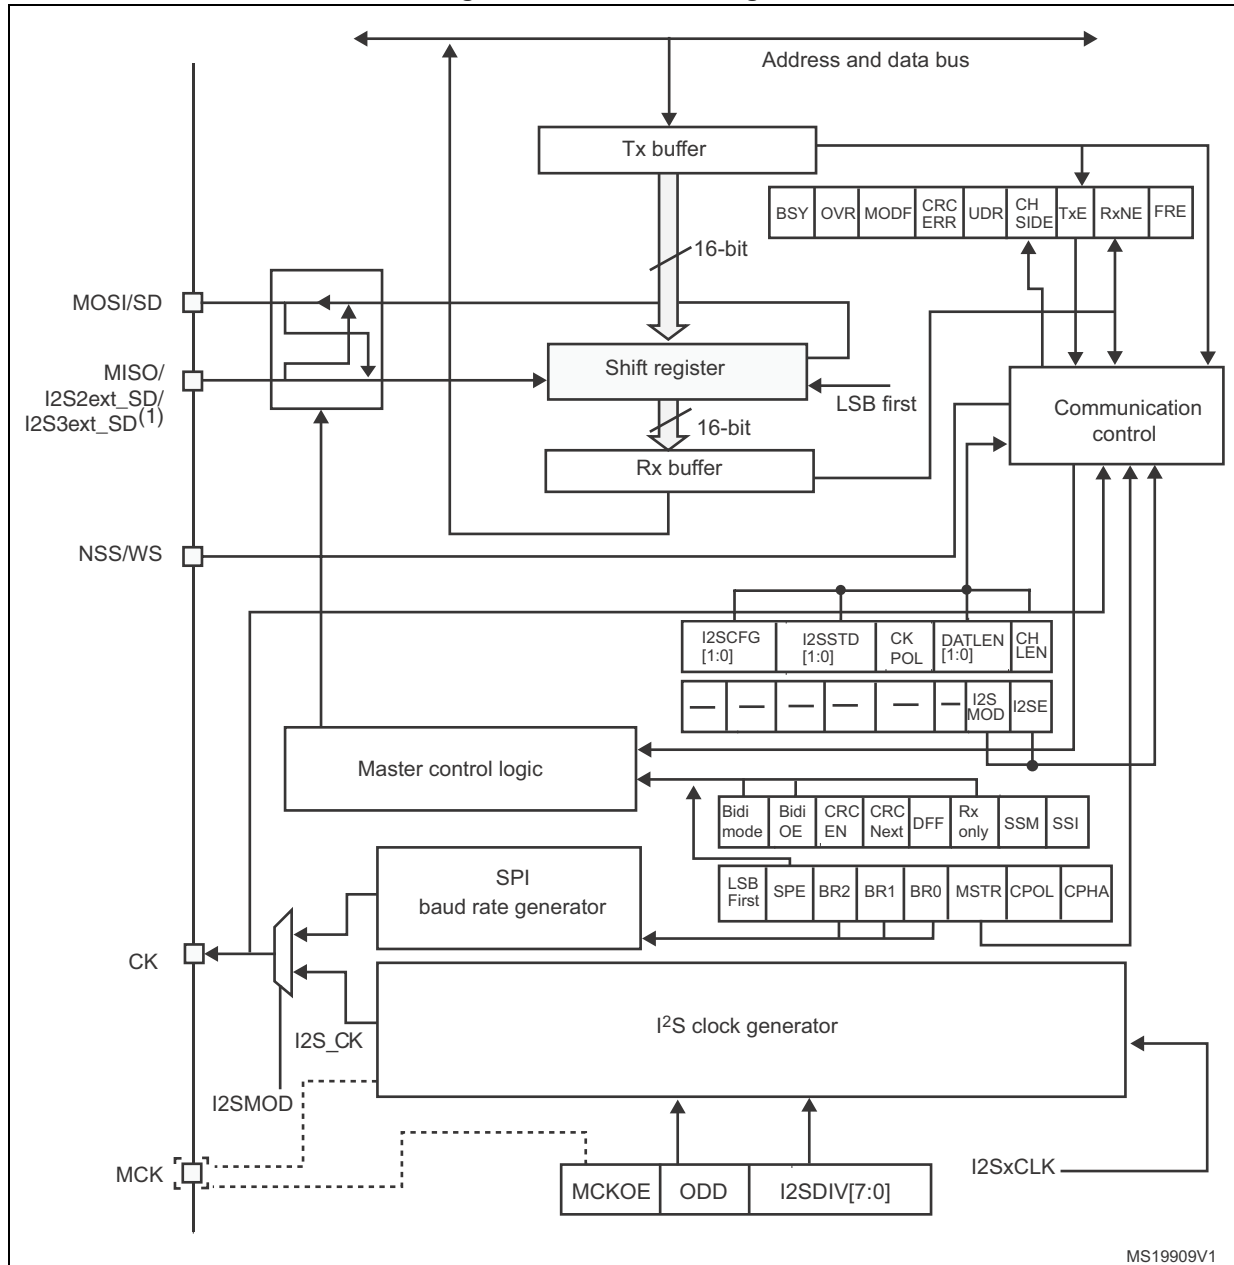 Address and data bus
Tx buffer
BSY OVR MODF CRC ERR UDR CH SIDE TxE RxNE FRE
16-bit
MOSI/SD
Shift register
MISO/
I2S2ext_SD/
I2S3ext_SD(1)
LSB first
Communication
control
16-bit
Rx buffer
NSS/WS
I2SCFG [1:0] I2SSTD [1:0] CK POL DATLEN [1:0] CH LEN
— — — — — — I2S MOD I2SE
Master control logic
Bidi mode Bidi OE CRC EN CRC Next DFF Rx only SSM SSI
LSB First SPE BR2 BR1 BR0 MSTR CPOL CPHA
SPI
baud rate generator
CK
I2S clock generator
I2S_CK
I2SMOD
MCK
I2SxCLK
MCKOE ODD I2SDIV[7:0]
MS19909V1